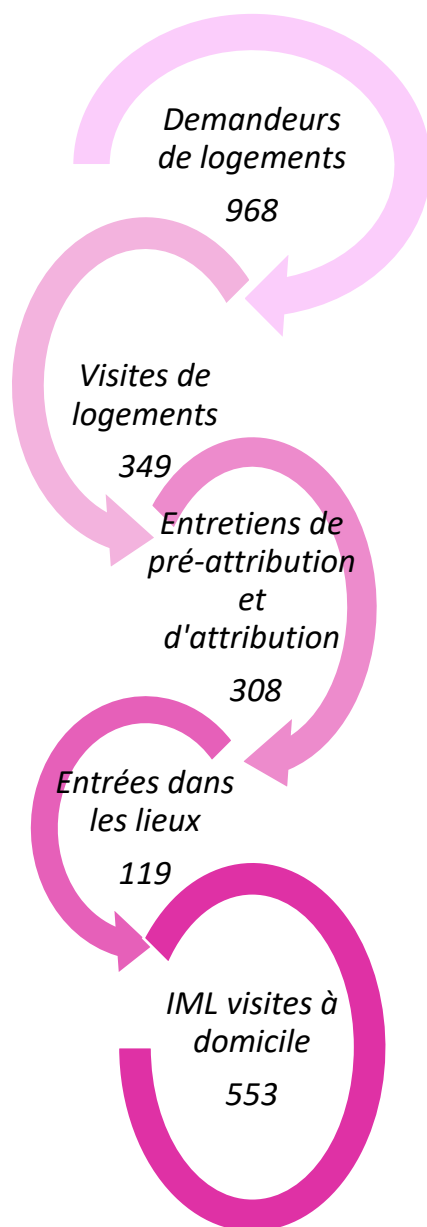 Demandeurs
de logements
968
Visites de
logements
349
Entretiens de
pré-attribution
et
d'attribution
308
Entrées dans
les lieux
119
IML visites à
domicile
553